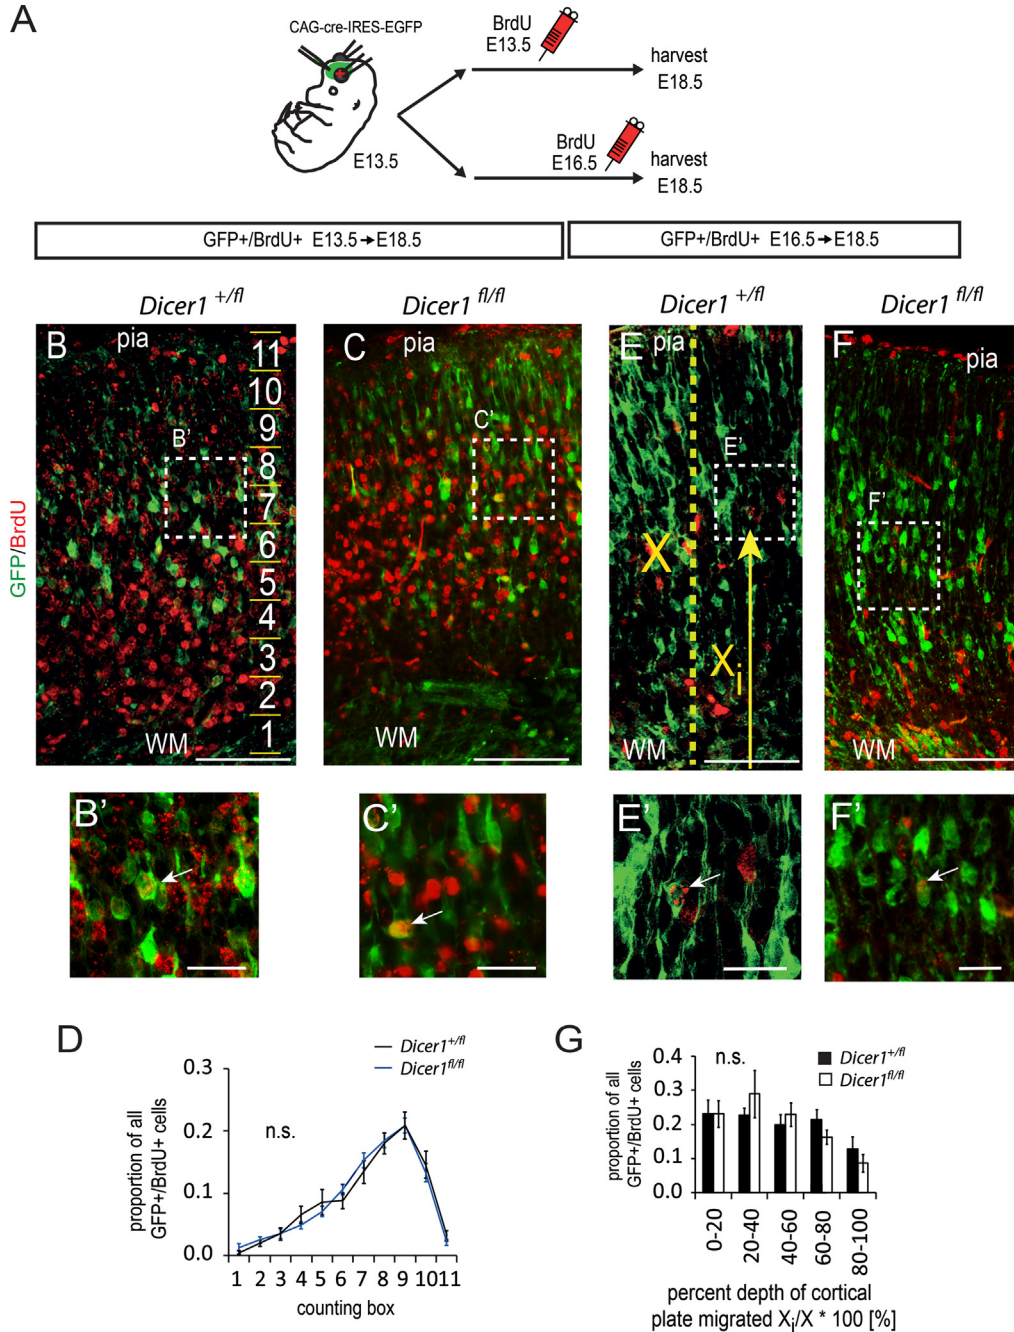 A
CAG-cre-IRES-EGFP
E13.5
BrdU
E13.5
harvest
E18.5
BrdU
E16.5
harvest
E18.5
GFP+/BrdU+ E13.5→E18.5
GFP+/BrdU+ E16.5→E18.5
Dicer1 +/fl
Dicer1 fl/fl
Dicer1 +/fl
Dicer1 fl/fl
GFP/BrdU
B
pia
11
10
9
8
7
6
5
4
3
2
1
B'
WM
C
pia
C'
WM
E
pia
E'
X
Xi
WM
F
pia
F'
WM
B'
C'
E'
F'
D
Dicer1+/fl
Dicer1fl/fl
proportion of all
GFP+/BrdU+ cells
0.3
0.2
0.1
0.0
n.s.
1 2 3 4 5 6 7 8 9 10 11
counting box
G
n.s.
Dicer1+/fl
Dicer1fl/fl
proportion of all
GFP+/BrdU+ cells
0.4
0.3
0.2
0.1
0.0
0-20
20-40
40-60
60-80
80-100
percent depth of cortical
plate migrated Xi/X * 100 [%]